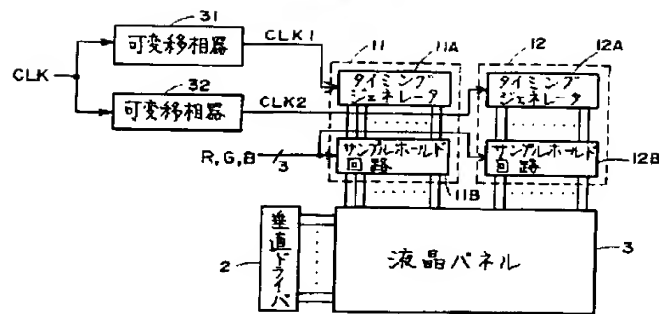 31
可変移相器
CLK1
11
11A
12
12A
CLK
タイミング
ジェネレータ
タイミング
ジェネレータ
32
可変移相器
CLK2
R,G,B
3
サンプルホールド
回路
サンプルホールド
回路
12B
11B
垂直ドライバ
2
液晶パネル
3